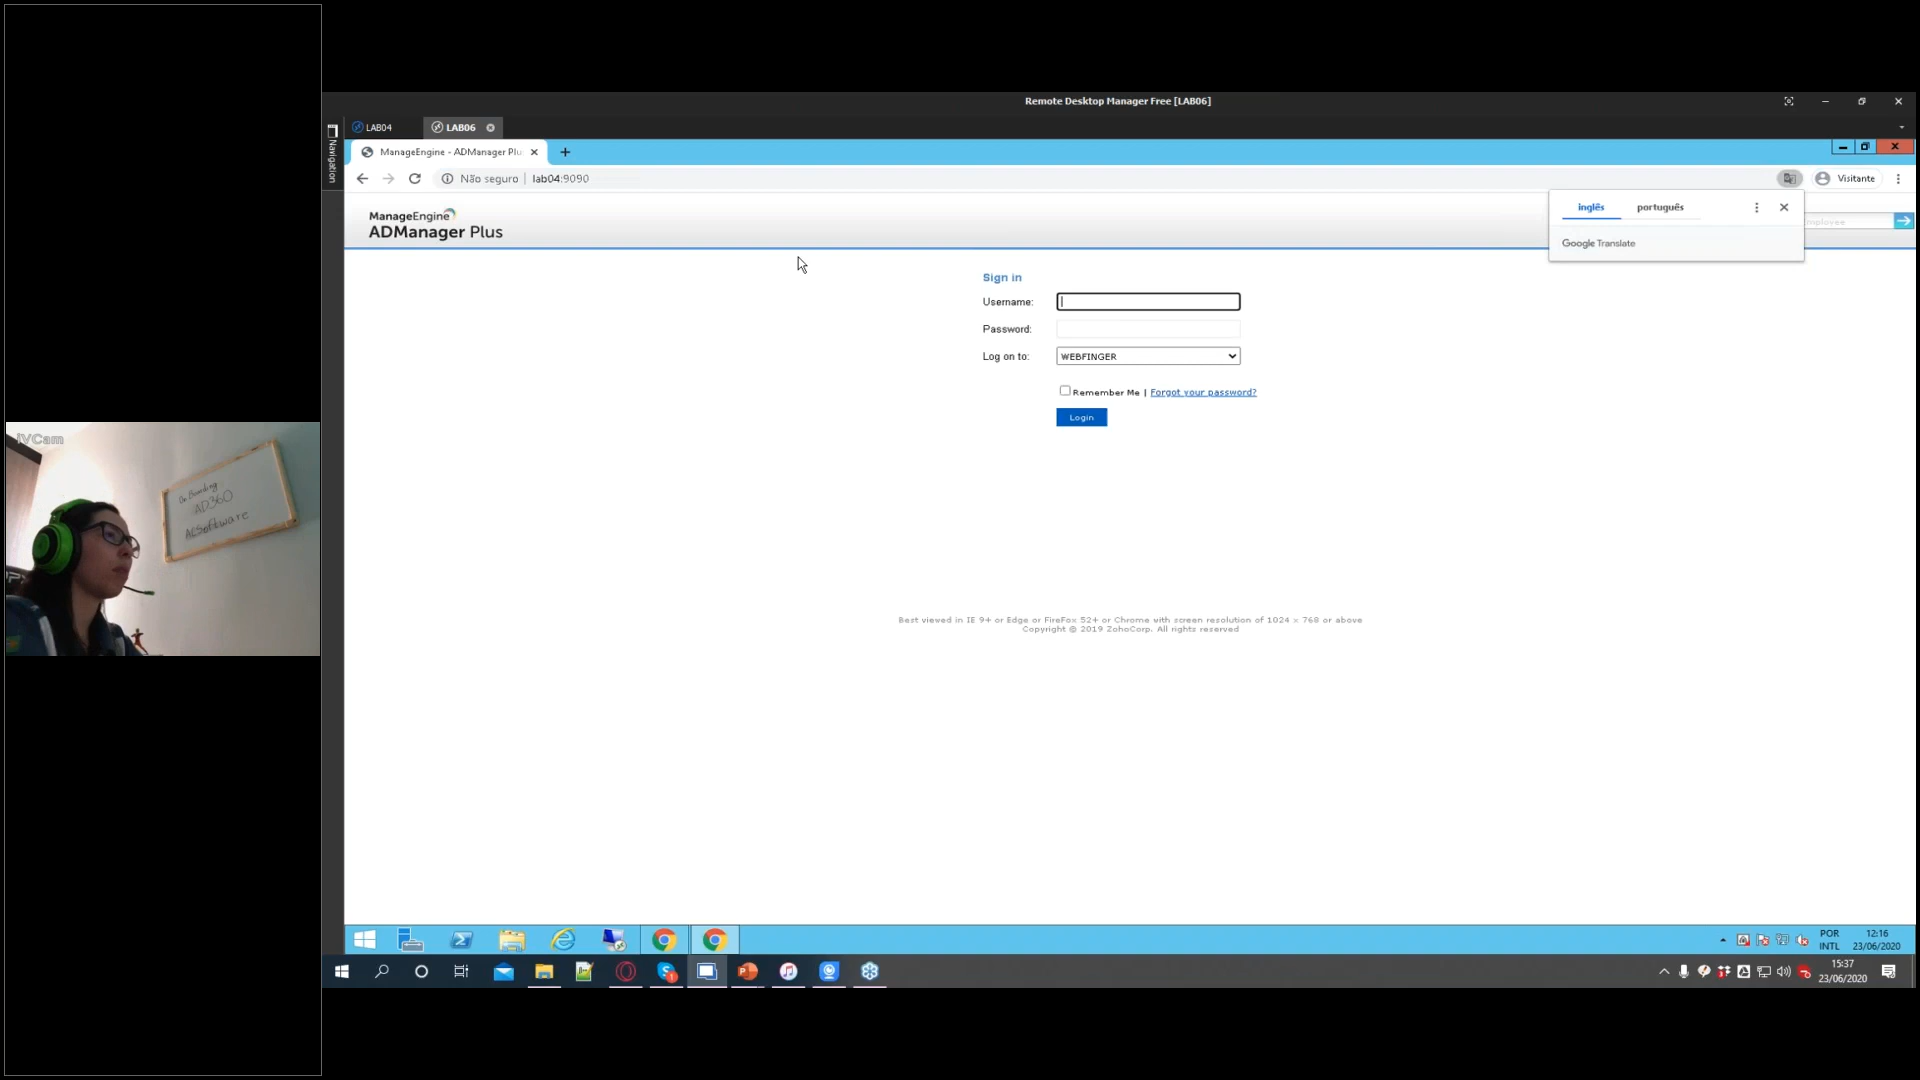 Remote Desktop Manager Free [LAB06]
LAB04
LAB06
Navigation
ManageEngine - ADManager Plu
Não seguro
lab04:9090
Visitante
inglês
português
Google Translate
mployee
ManageEngine
ADManager Plus
Sign in
Username:
Password:
Log on to:
WEBFINGER
Remember Me | Forgot your password?
Login
iVCam
On Boarding
AD360
ACSoftware
Best viewed in IE 9+ or Edge or FireFox 52+ or Chrome with screen resolution of 1024 x 768 or above
Copyright © 2019 ZohoCorp. All rights reserved
POR
INTL
12:16
23/06/2020
15:37
23/06/2020